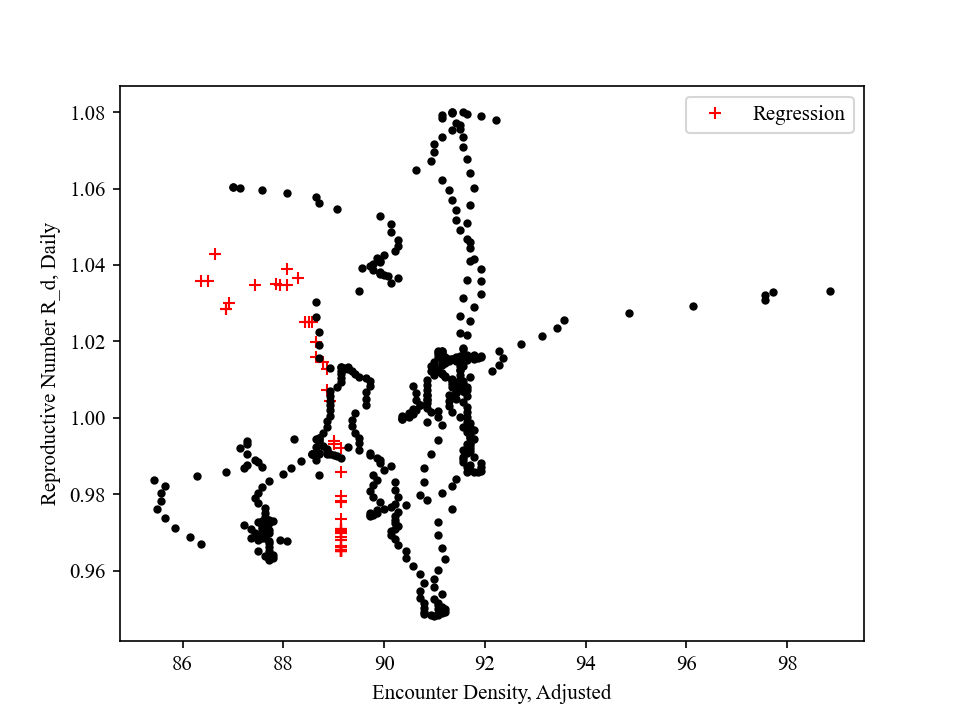 Regression
1.08
1.06
1.04
1.02
1.00
0.98
0.96
Reproductive Number R_d, Daily
86 88 90 92 94 96 98
Encounter Density, Adjusted